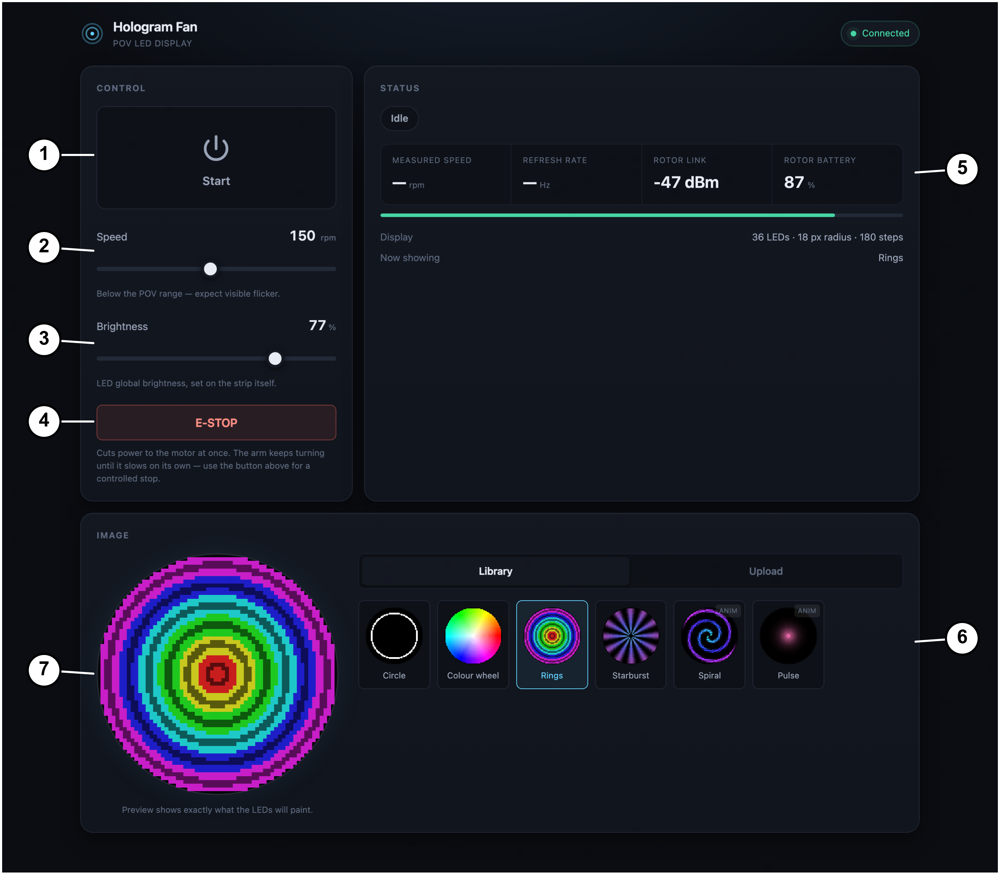 Hologram Fan
POV LED DISPLAY
Connected
CONTROL
Start
1
Speed 150 rpm
2
Below the POV range — expect visible flicker.
Brightness 77 %
3
LED global brightness, set on the strip itself.
E-STOP
4
Cuts power to the motor at once. The arm keeps turning
until it slows on its own — use the button above for a
controlled stop.
STATUS
Idle
MEASURED SPEED REFRESH RATE ROTOR LINK ROTOR BATTERY
— rpm — Hz -47 dBm 87 %
5
Display 36 LEDs · 18 px radius · 180 steps
Now showing Rings
IMAGE
7
Preview shows exactly what the LEDs will paint.
Library Upload
ANIM ANIM
Circle Colour wheel Rings Starburst Spiral Pulse
6